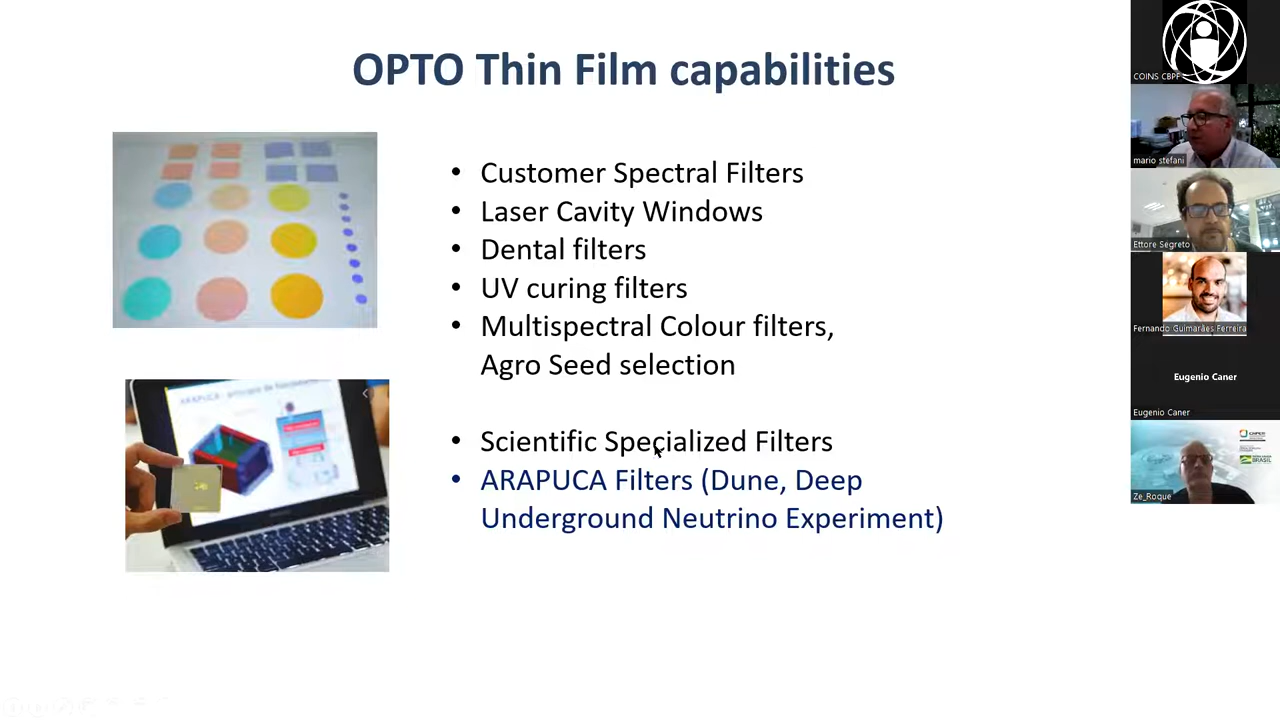 OPTO Thin Film capabilities
• Customer Spectral Filters
• Laser Cavity Windows
• Dental filters
• UV curing filters
• Multispectral Colour filters,
Agro Seed selection
• Scientific Specialized Filters
• ARAPUCA Filters (Dune, Deep
Underground Neutrino Experiment)
COINS CBPF
mario stefani
Ettore Segreto
Fernando Guimarães Ferreira
Eugenio Caner
Eugenio Caner
Ze_Roque
BRASIL